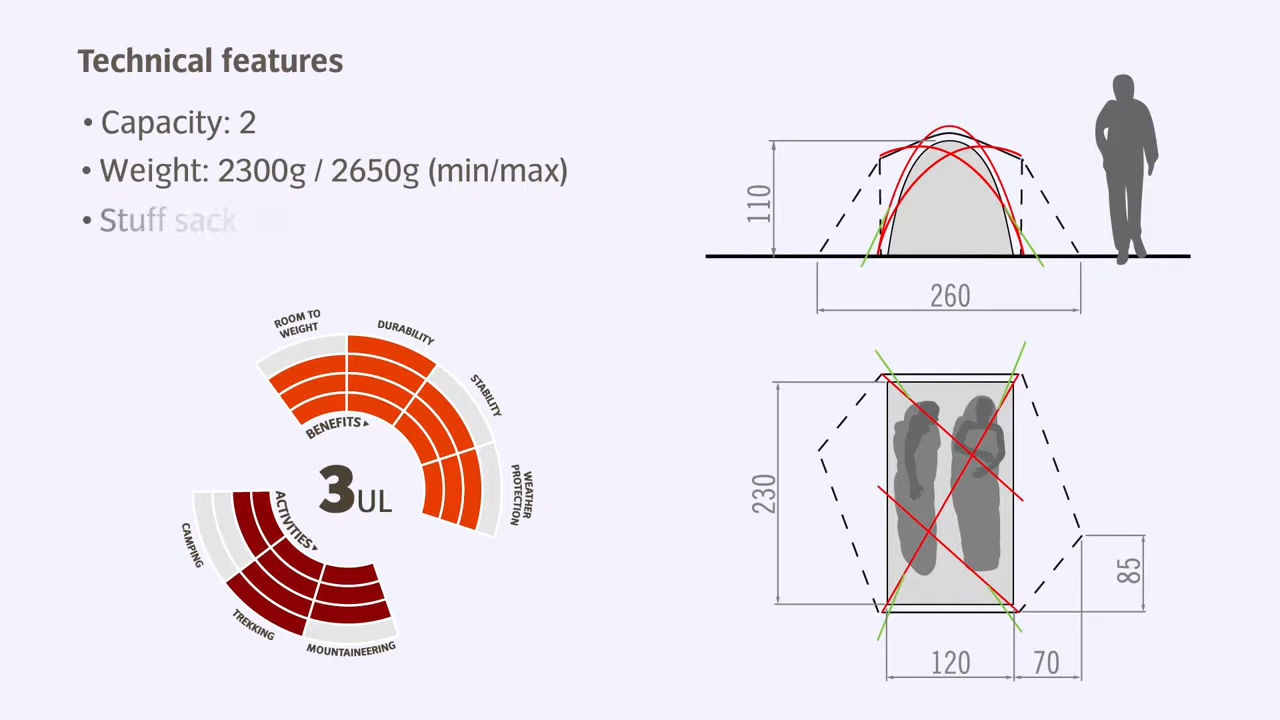 Technical features
• Capacity: 2
• Weight: 2300g / 2650g (min/max)
• Stuff sack
110
260
ROOM TO
WEIGHT
DURABILITY
STABILITY
WEATHER
PROTECTION
BENEFITS
3UL
ACTIVITIES
CAMPING
TREKKING
MOUNTAINEERING
230
85
120
70